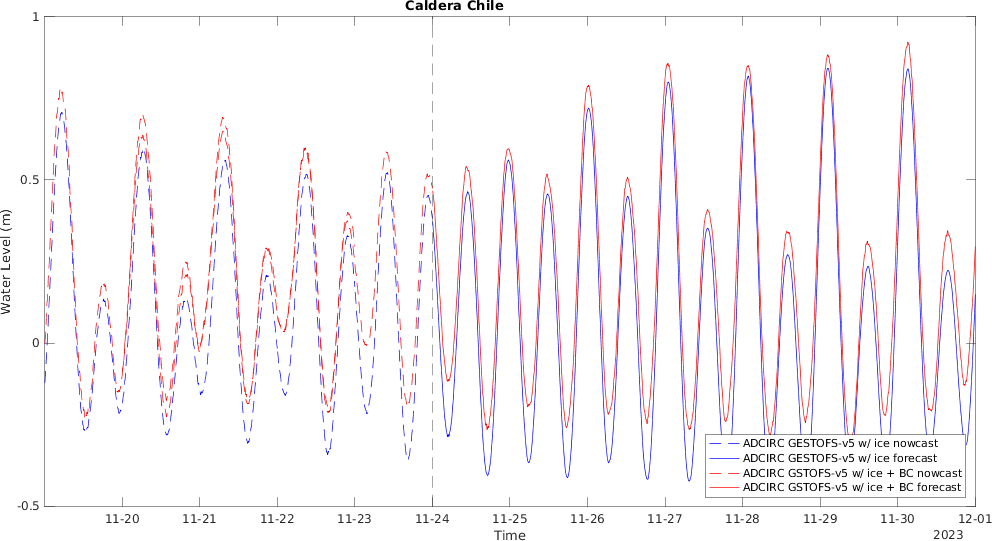 Caldera Chile
1
0.5
0
-0.5
Water Level (m)
11-20
11-21
11-22
11-23
11-24
11-25
11-26
11-27
11-28
11-29
11-30
12-01
Time
2023
ADCIRC GESTOFS-v5 w/ ice nowcast
ADCIRC GESTOFS-v5 w/ ice forecast
ADCIRC GSTOFS-v5 w/ ice + BC nowcast
ADCIRC GSTOFS-v5 w/ ice + BC forecast